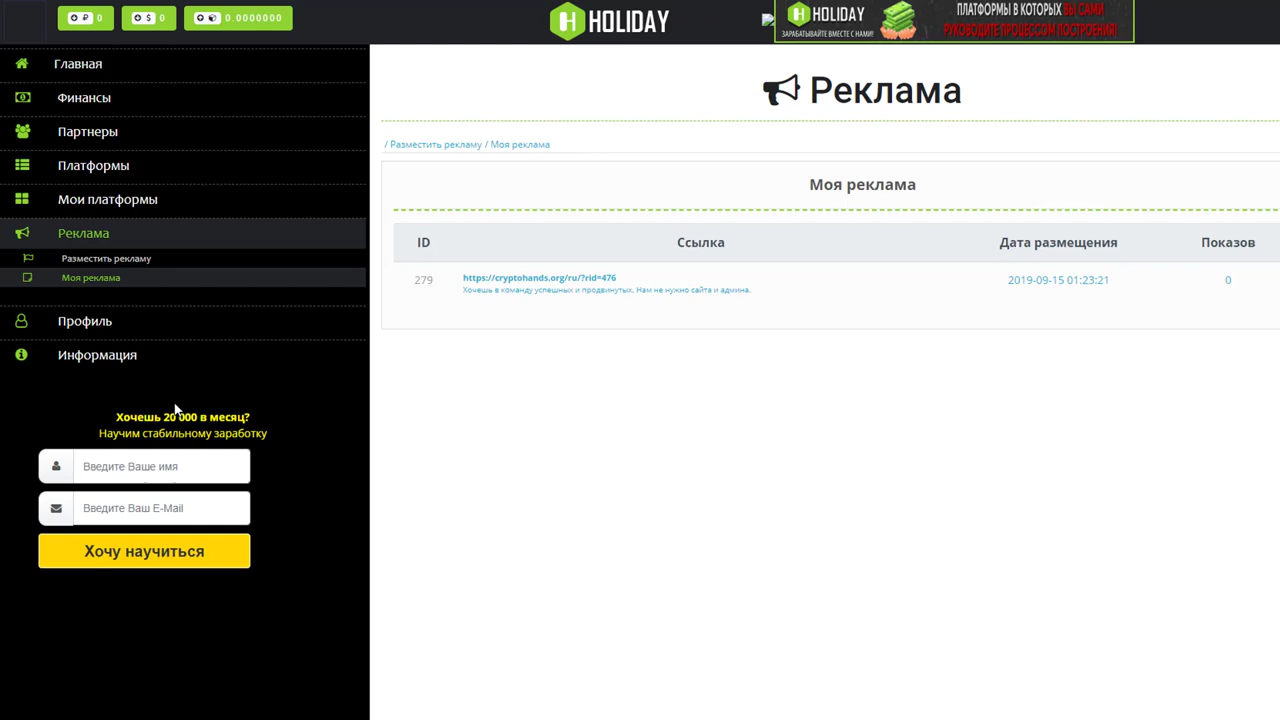 ₽ 0
$ 0
0.0000000
HOLIDAY
HOLIDAY
ЗАРАБАТЫВАЙТЕ ВМЕСТЕ С НАМИ!
ПЛАТФОРМЫ В КОТОРЫХ ВЫ САМИ
РУКОВОДИТЕ ПРОЦЕССОМ ПОСТРОЕНИЯ!
Главная
Финансы
Партнеры
Платформы
Мои платформы
Реклама
Разместить рекламу
Моя реклама
Профиль
Информация
Хочешь 20 000 в месяц?
Научим стабильному заработку
Введите Ваше имя
Введите Ваш E-Mail
Хочу научиться
Реклама
/ Разместить рекламу / Моя реклама
Моя реклама
ID Ссылка Дата размещения Показов
279 https://cryptohands.org/ru/?rid=476 2019-09-15 01:23:21 0
Хочешь в команду успешных и продвинутых. Нам не нужно сайта и админа.